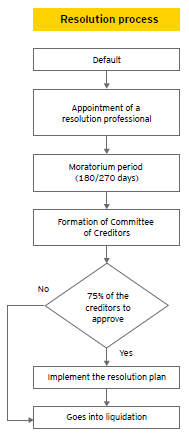 Resolution process
Default
Appointment of a
resolution professional
Moratorium period
(180/270 days)
Formation of Committee
of Creditors
75% of the
creditors to
approve
No
Yes
Implement the resolution plan
Goes into liquidation